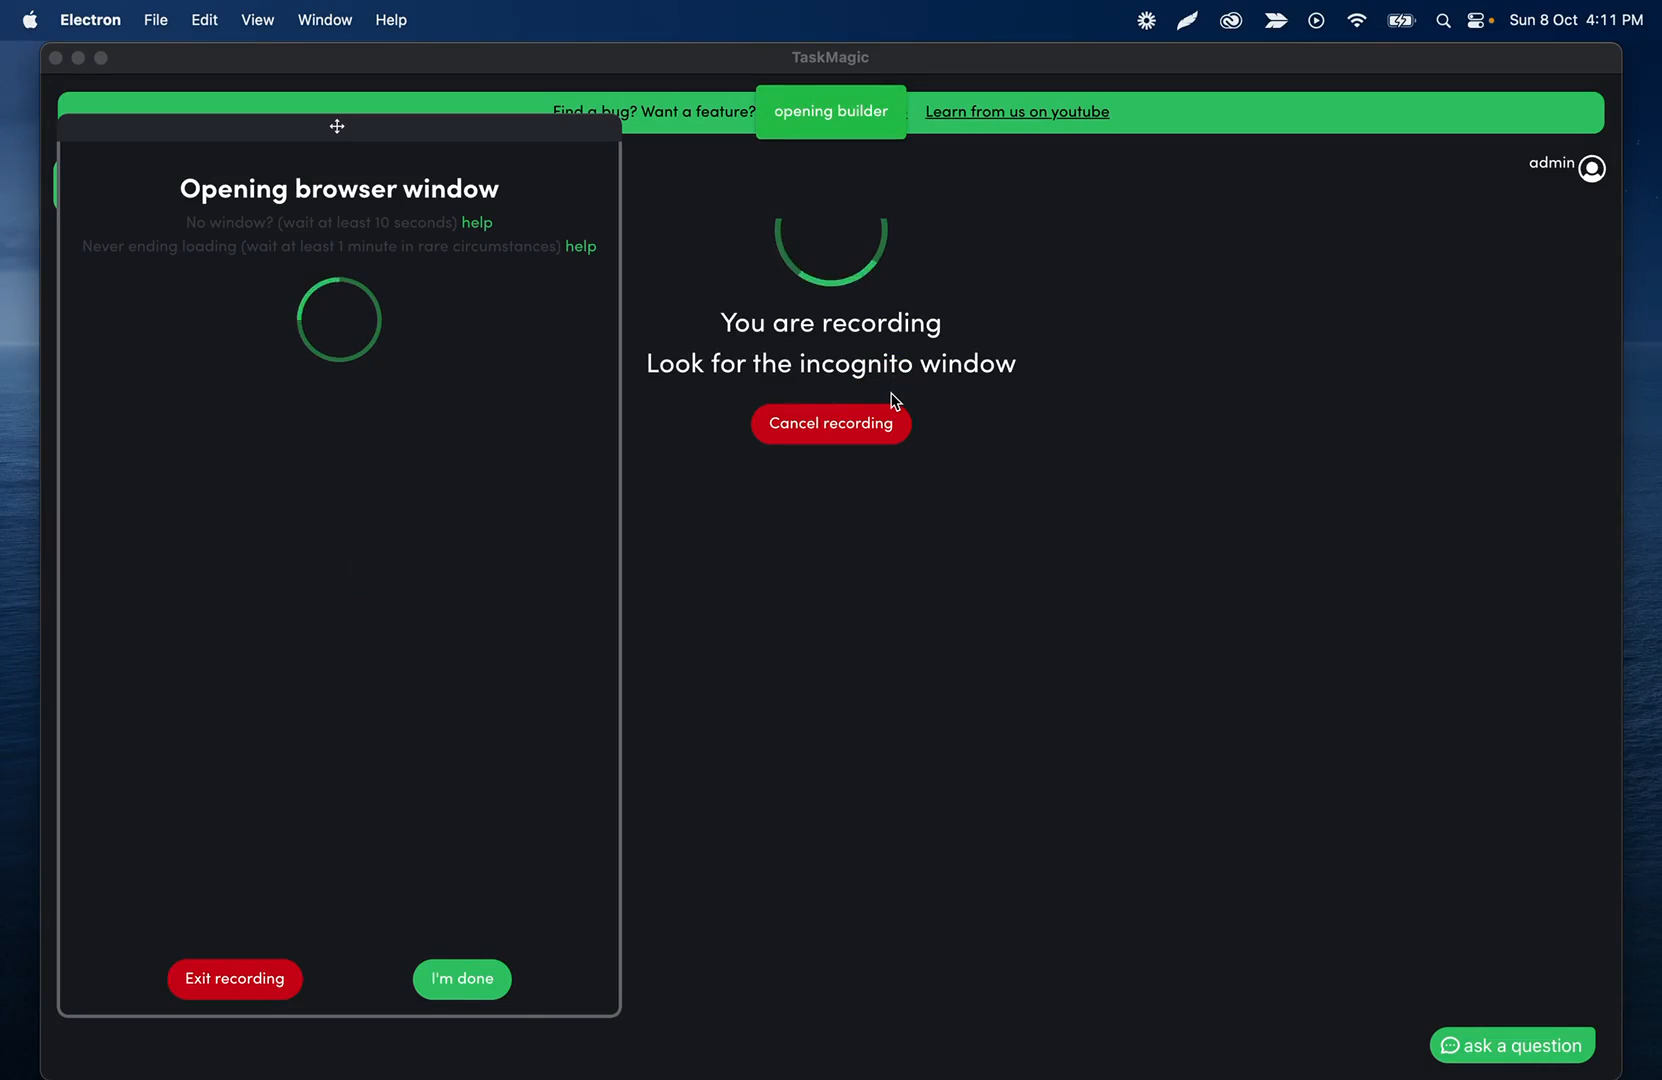 Electron File Edit View Window Help Sun 8 Oct 4:11 PM
TaskMagic
Find a bug? Want a feature? opening builder Learn from us on youtube
admin
Opening browser window
No window? (wait at least 10 seconds) help
Never ending loading (wait at least 1 minute in rare circumstances) help
You are recording
Look for the incognito window
Cancel recording
Exit recording I'm done
ask a question